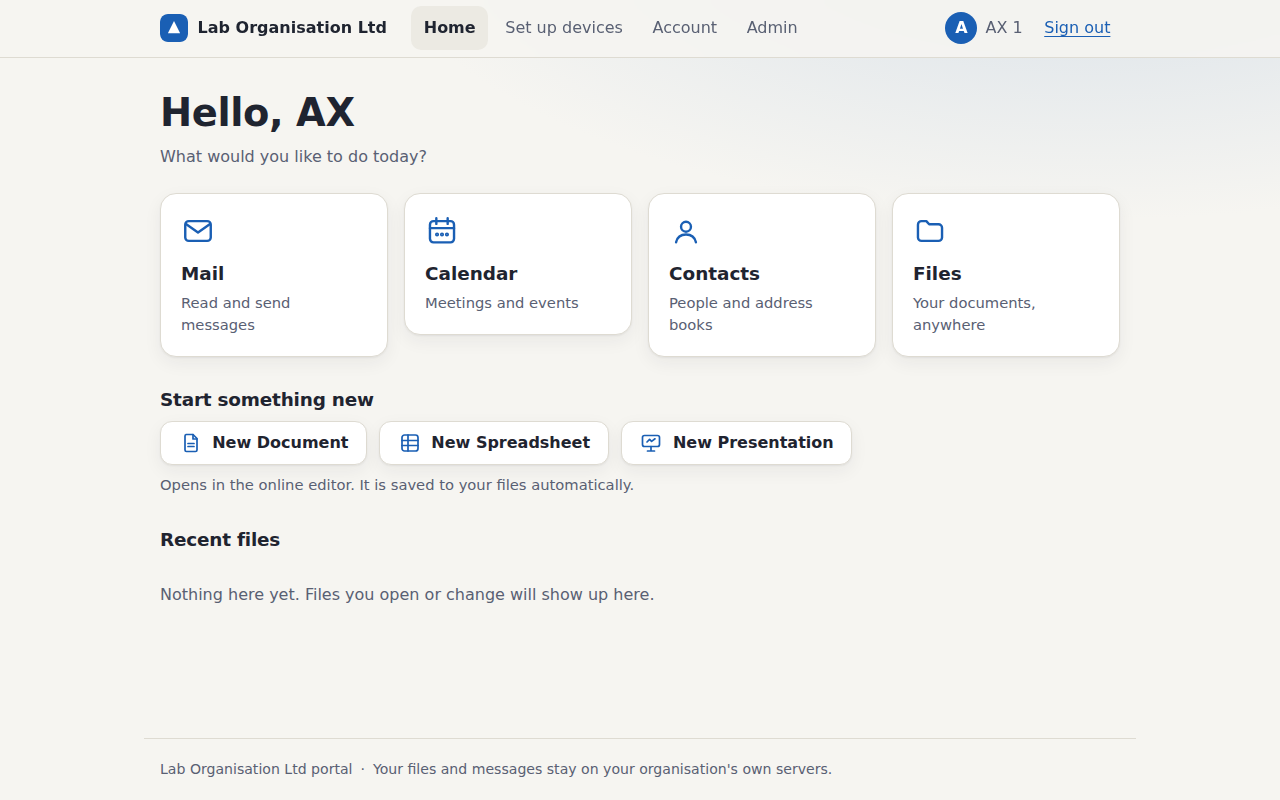 Lab Organisation Ltd
Home
Set up devices
Account
Admin
A
AX 1
Sign out
Hello, AX
What would you like to do today?
Mail
Read and send
messages
Calendar
Meetings and events
Contacts
People and address
books
Files
Your documents,
anywhere
Start something new
New Document
New Spreadsheet
New Presentation
Opens in the online editor. It is saved to your files automatically.
Recent files
Nothing here yet. Files you open or change will show up here.
Lab Organisation Ltd portal · Your files and messages stay on your organisation's own servers.